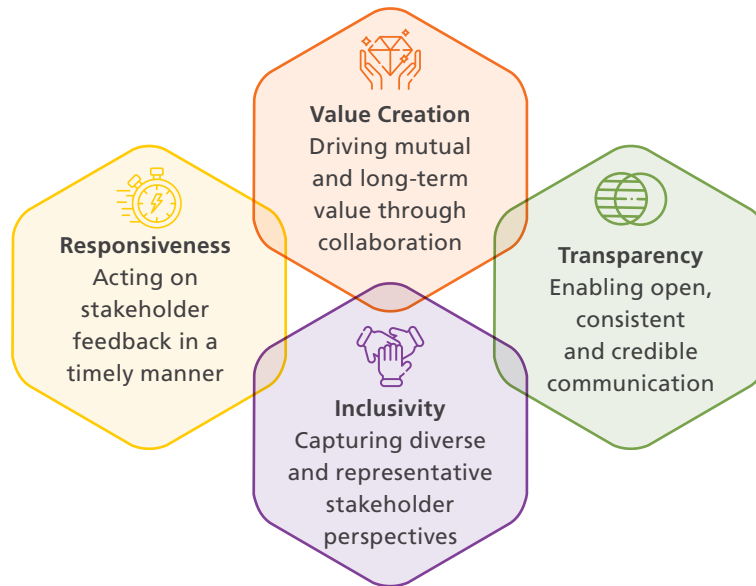 Value Creation
Driving mutual
and long-term
value through
collaboration
Responsiveness
Acting on
stakeholder
feedback in a
timely manner
Transparency
Enabling open,
consistent
and credible
communication
Inclusivity
Capturing diverse
and representative
stakeholder
perspectives